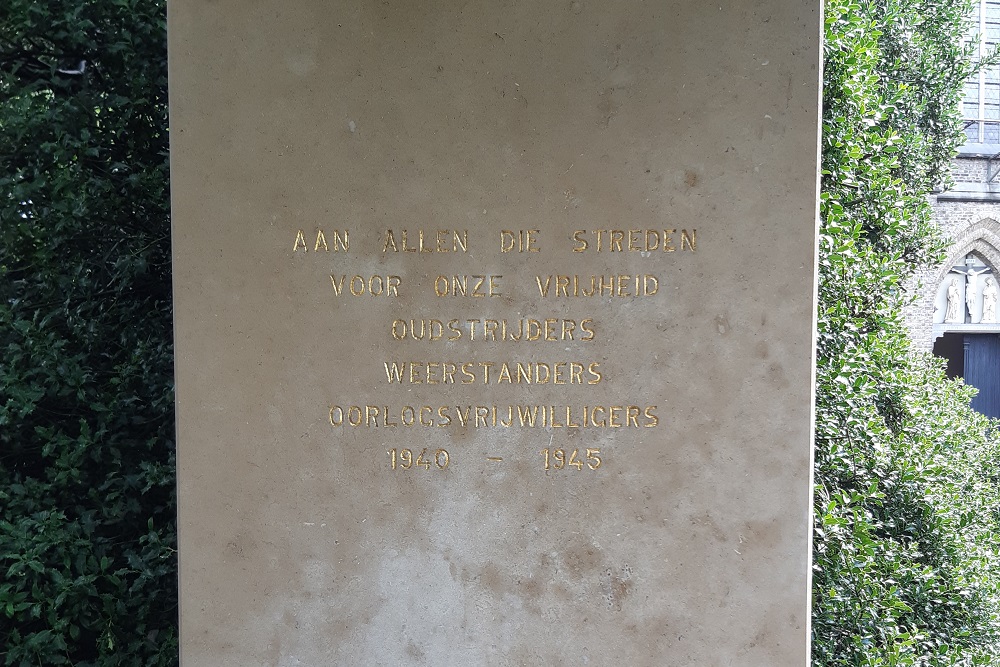 AAN ALLEN DIE STREDEN
VOOR ONZE VRIJHEID
OUDSTRIJDERS
WEERSTANDERS
OORLOGSVRIJWILLIGERS
1940 - 1945